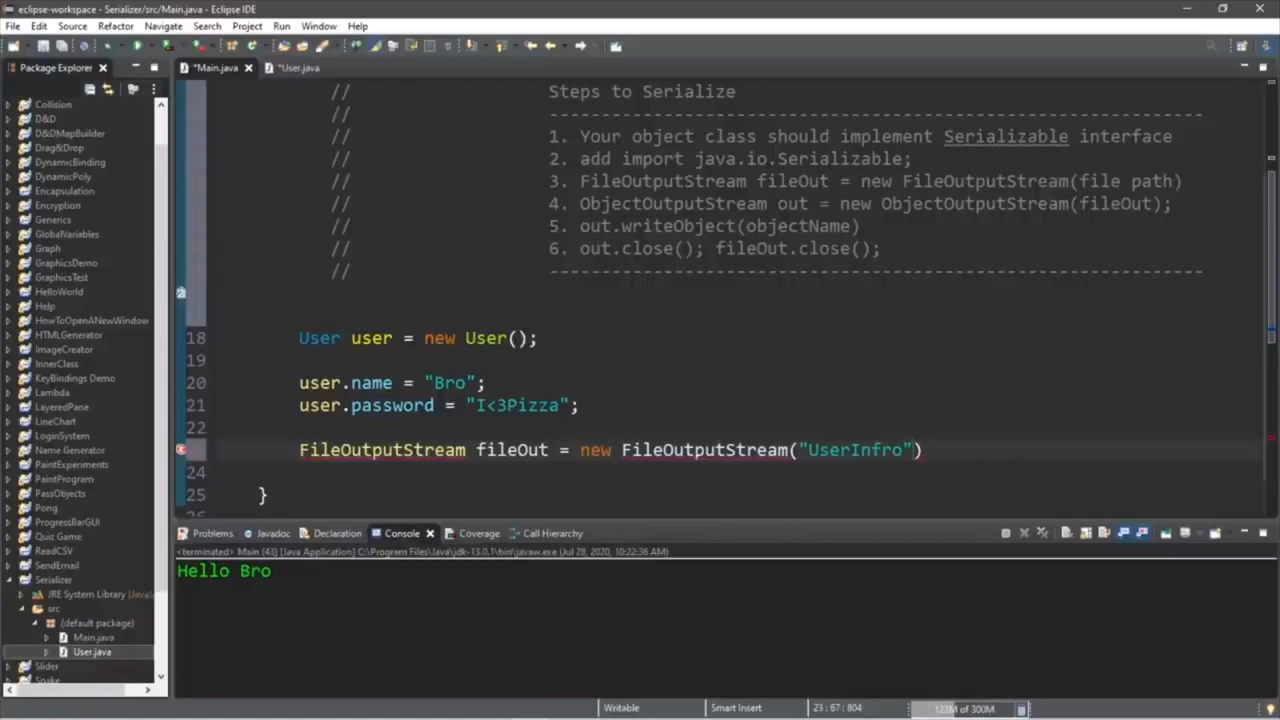 eclipse-workspace - Serializer/src/Main.java - Eclipse IDE
File Edit Source Refactor Navigate Search Project Run Window Help
Package Explorer
*Main.java
*User.java
Collision
D&D
D&DMapBuilder
Drag&Drop
DynamicBinding
DynamicPoly
Encapsulation
Encryption
Generics
GlobalVariables
Graph
GraphicsDemo
GraphicsTest
HelloWorld
Help
HowToOpenANewWindow
HTMLGenerator
ImageCreator
InnerClass
KeyBindings Demo
Lambda
LayeredPane
LineChart
LoginSystem
Name Generator
PaintExperiments
PaintProgram
PassObjects
Pong
ProgressBarGUI
Quiz Game
ReadCSV
SendEmail
Serializer
JRE System Library [Java
src
(default package)
Main.java
User.java
Slider
Snake
// Steps to Serialize
// ---------------------------------------------------------------
// 1. Your object class should implement Serializable interface
// 2. add import java.io.Serializable;
// 3. FileOutputStream fileOut = new FileOutputStream(file path)
// 4. ObjectOutputStream out = new ObjectOutputStream(fileOut);
// 5. out.writeObject(objectName)
// 6. out.close(); fileOut.close();
// ---------------------------------------------------------------
18 User user = new User();
19
20 user.name = "Bro";
21 user.password = "I<3Pizza";
22
FileOutputStream fileOut = new FileOutputStream("UserInfro")
24
25 }
Problems Javadoc Declaration Console Coverage Call Hierarchy
<terminated> Main (43) [Java Application] C:\Program Files\Java\jdk-13.0.1\bin\javaw.exe (Jul 28, 2020, 10:22:36 AM)
Hello Bro
Writable Smart Insert 23 : 67 : 804 122M of 300M